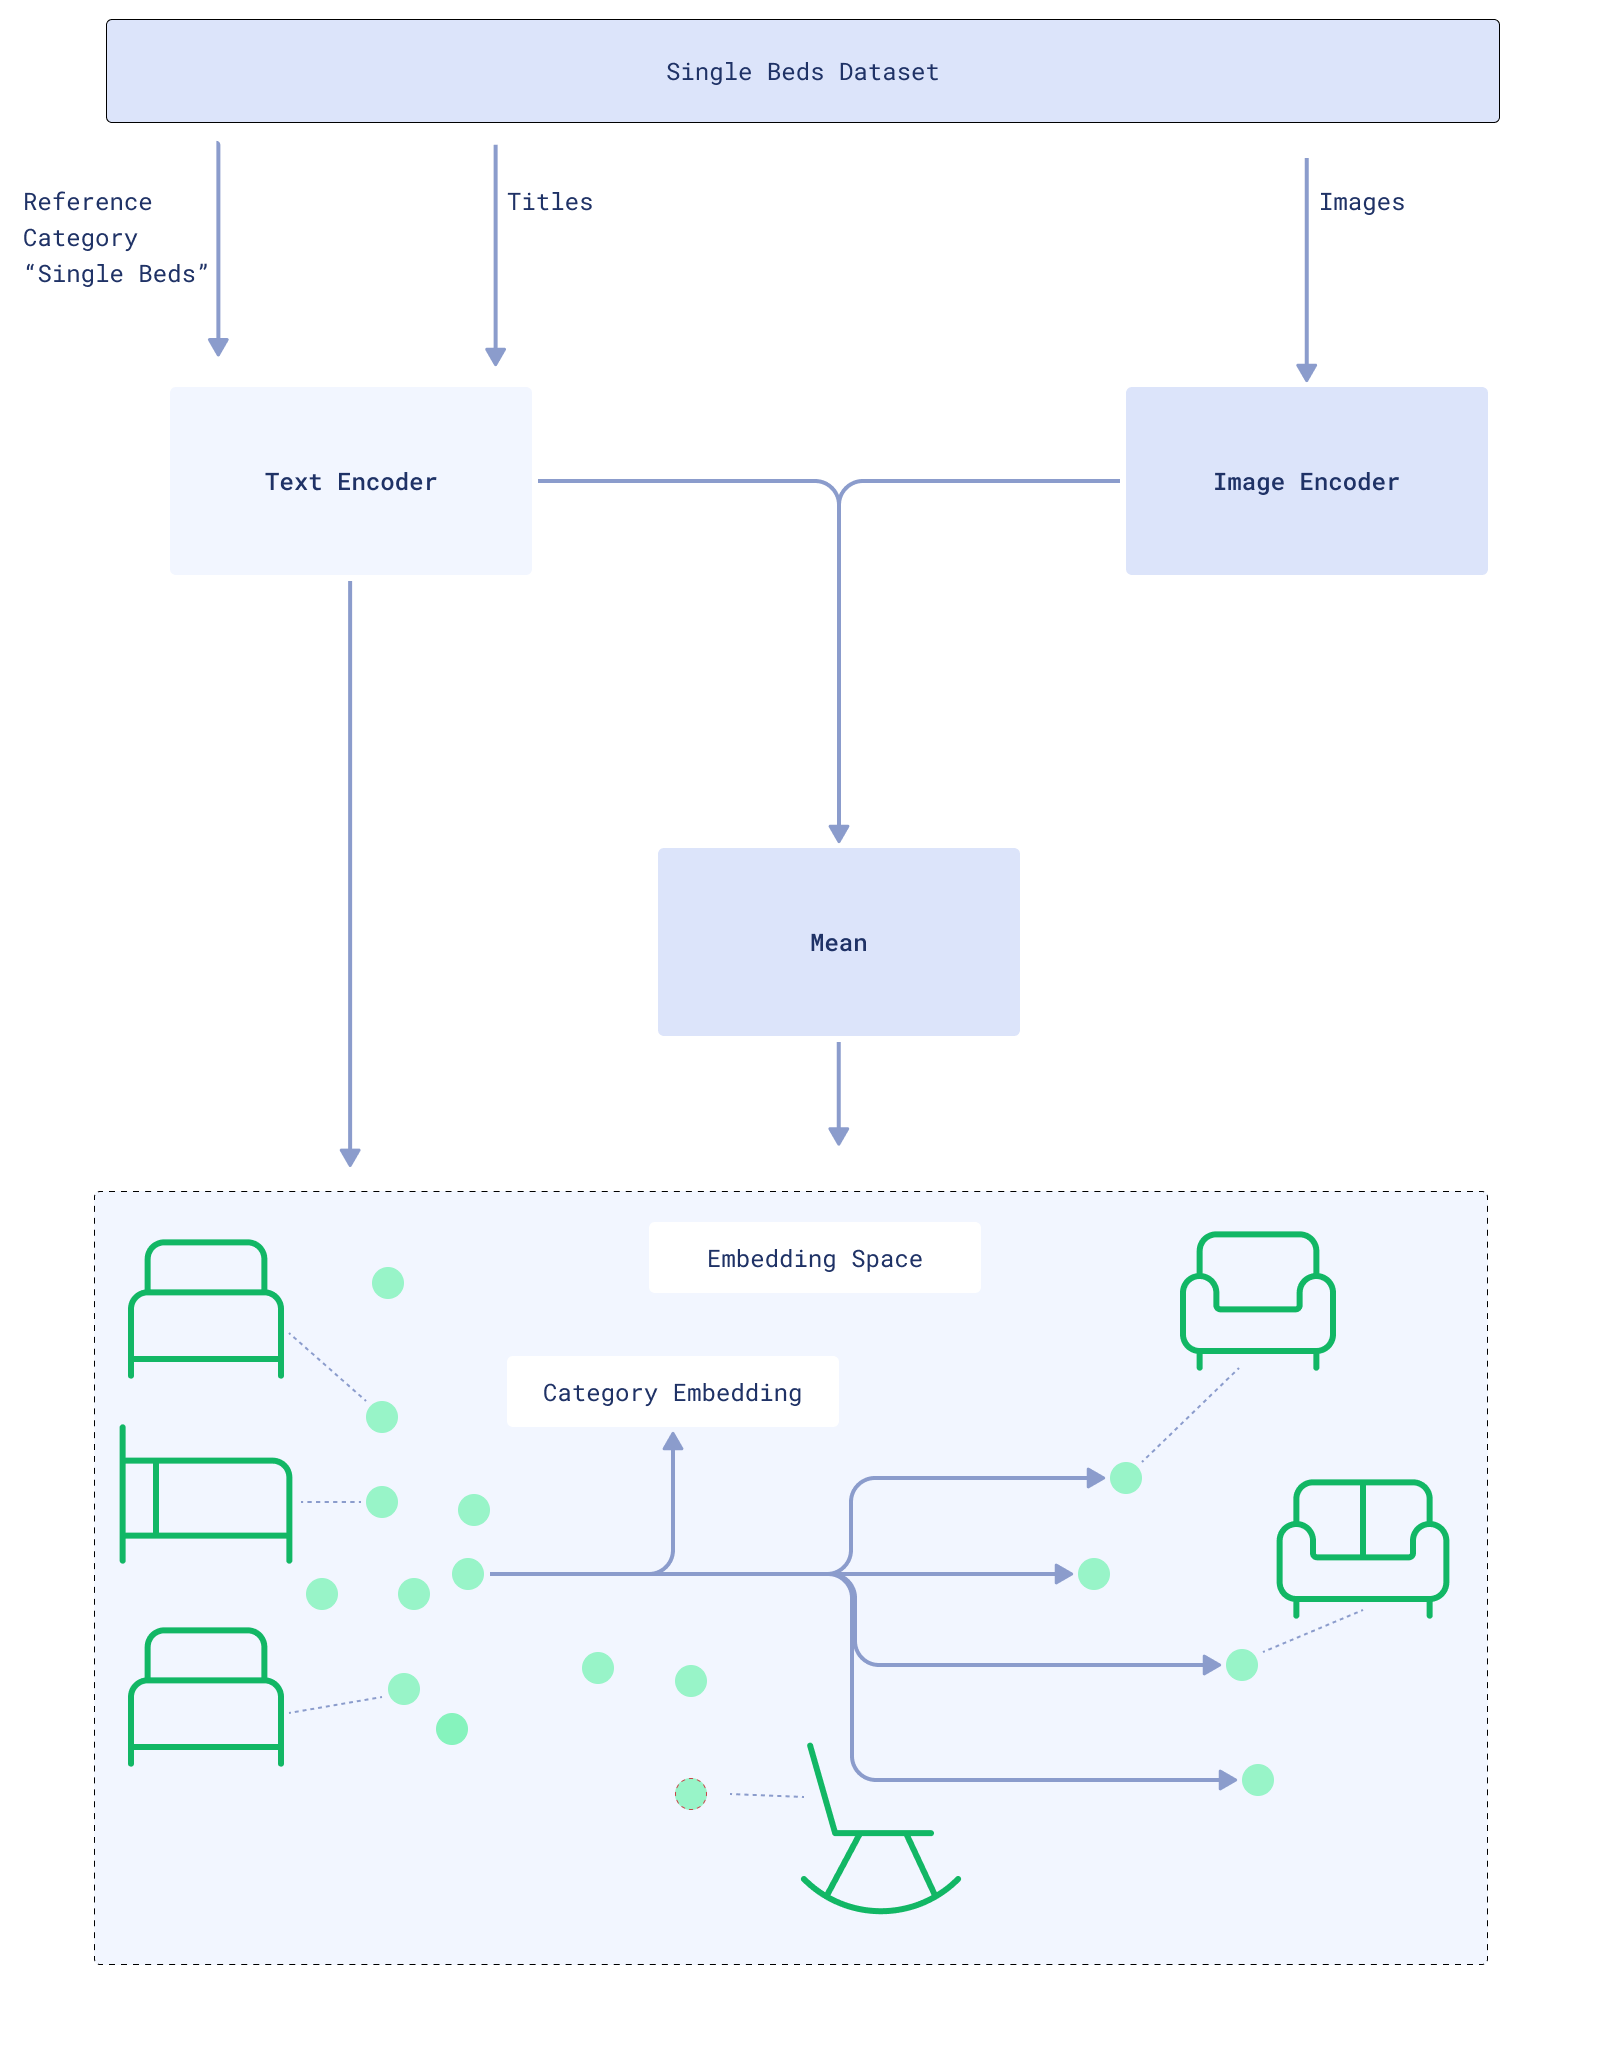 Single Beds Dataset
Reference
Category
“Single Beds”
Titles
Images
Text Encoder
Image Encoder
Mean
Embedding Space
Category Embedding